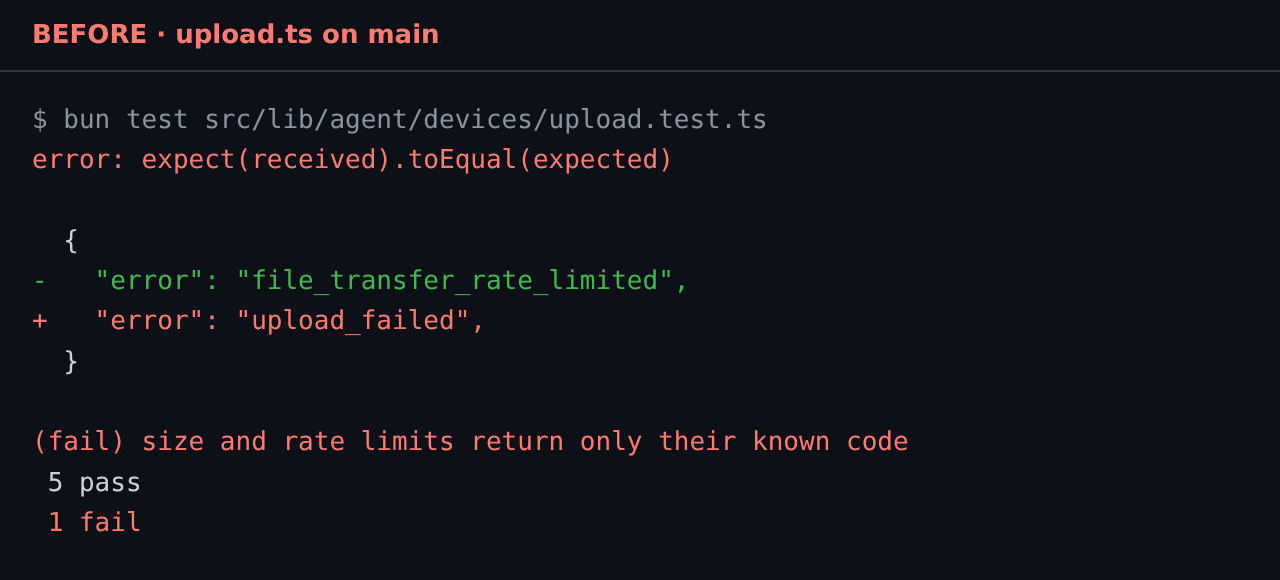 BEFORE · upload.ts on main
$ bun test src/lib/agent/devices/upload.test.ts
error: expect(received).toEqual(expected)
  {
-   "error": "file_transfer_rate_limited",
+   "error": "upload_failed",
  }
(fail) size and rate limits return only their known code
 5 pass
 1 fail